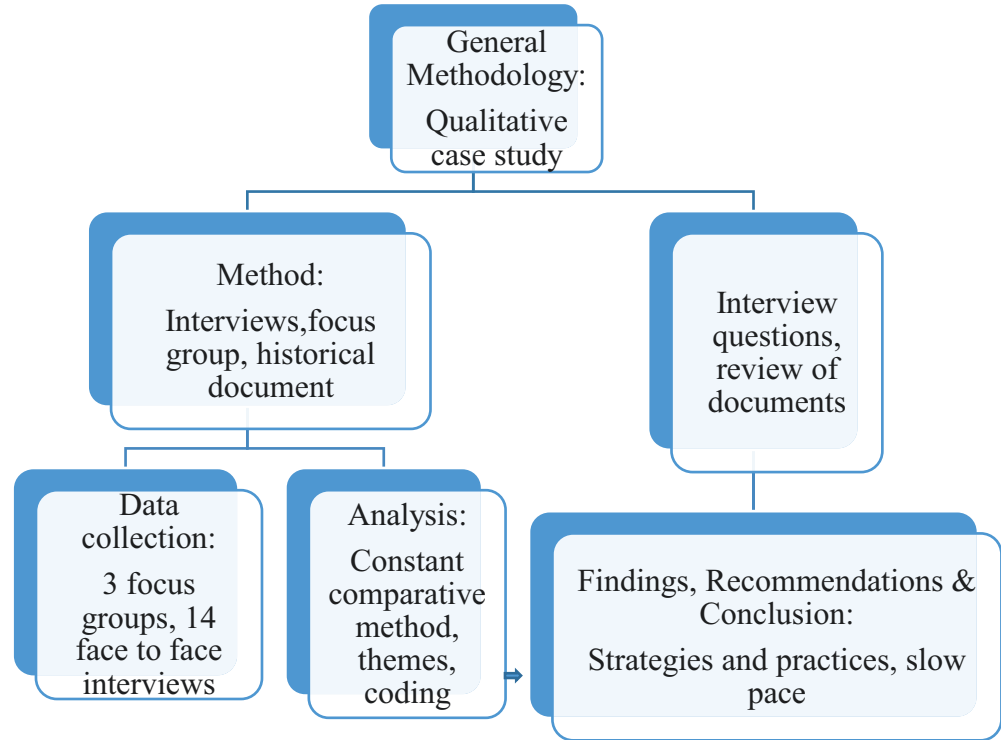 General
Methodology:
Qualitative
case study
Method:
Interviews,focus
group, historical
document
Interview
questions,
review of
documents
Data
collection:
3 focus
groups, 14
face to face
interviews
Analysis:
Constant
comparative
method,
themes,
coding
Findings, Recommendations &
Conclusion:
Strategies and practices, slow
pace